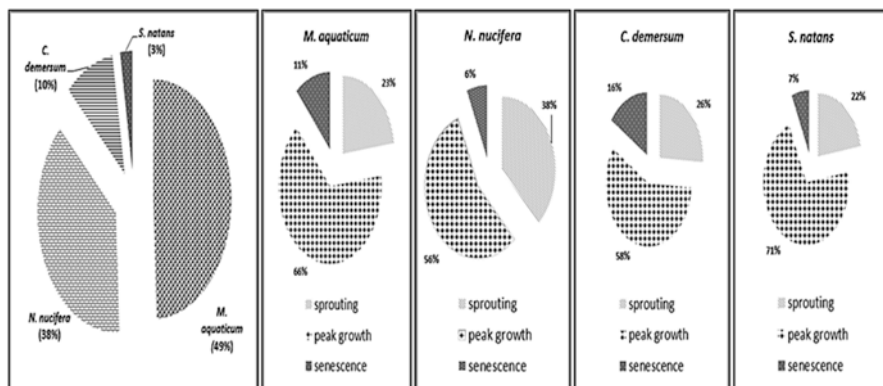 S. natans
(3%)
C.
demersum
(10%)
N. nucifera
(38%)
M.
aquaticum
(49%)
M. aquaticum
11%
23%
66%
sprouting
peak growth
senescence
N. nucifera
6%
38%
56%
sprouting
peak growth
senescence
C. demersum
16%
26%
58%
sprouting
peak growth
senescence
S. natans
7%
22%
71%
sprouting
peak growth
senescence